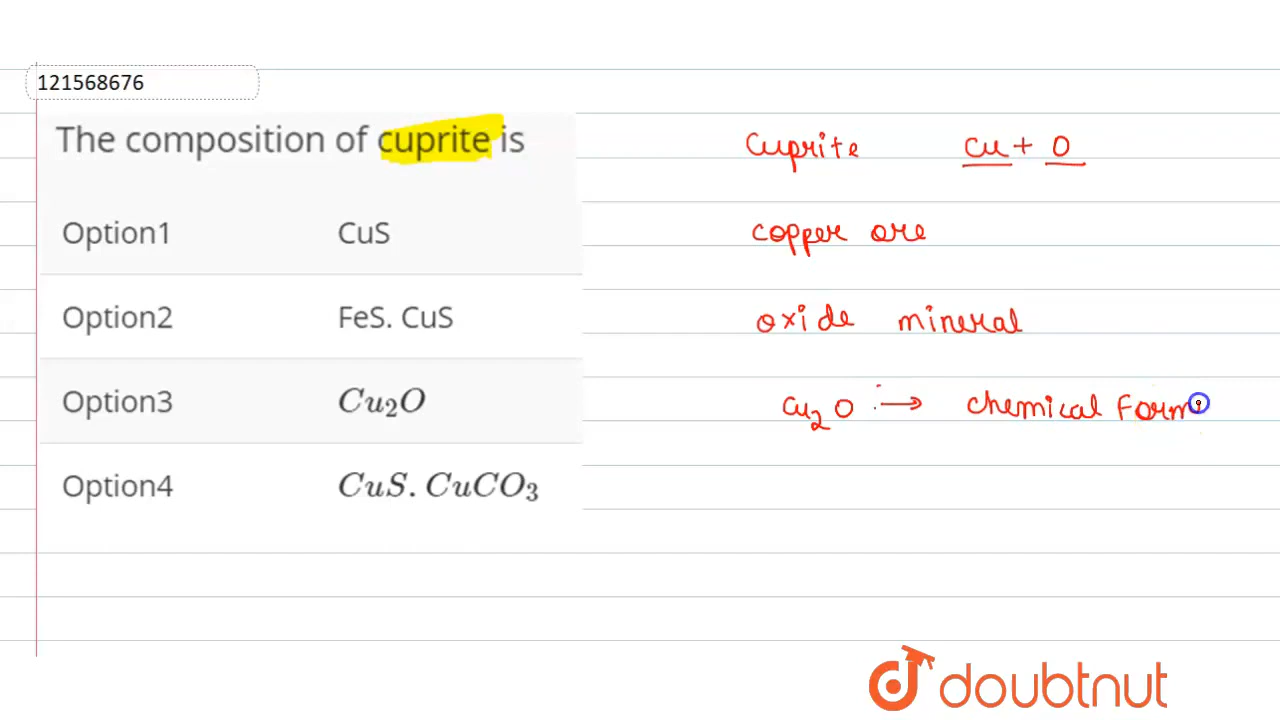 121568676
The composition of cuprite is
Option1 CuS
Option2 FeS. CuS
Option3 Cu₂O
Option4 CuS. CuCO₃
Cuprite Cu + O
Copper ore
oxide mineral
Cu₂O → Chemical Form
doubtnut